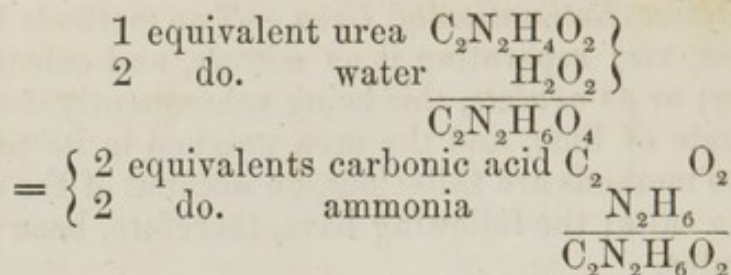 1 equivalent urea C₂N₂H₄O₂
2 do. water H₂O₂
C₂N₂H₆O₄
= { 2 equivalents carbonic acid C₂ O₂
2 do. ammonia N₂H₆
C₂N₂H₆O₂